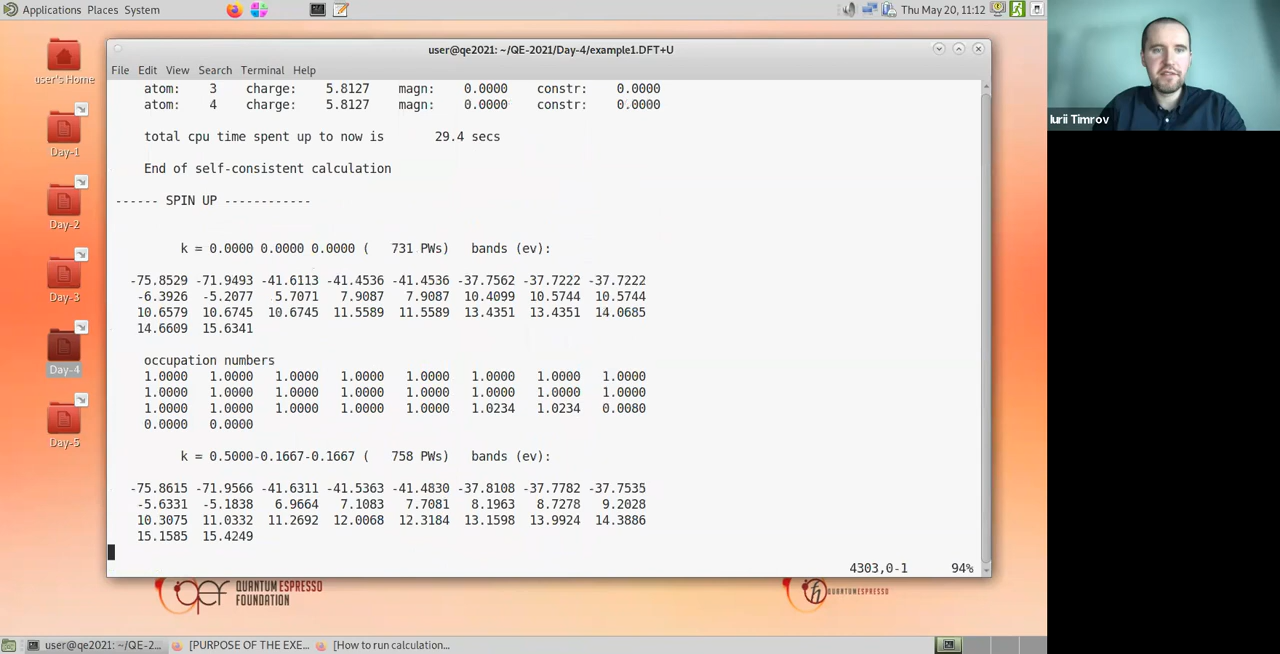 Applications Places System
Thu May 20, 11:12
user's Home
Day-1
Day-2
Day-3
Day-4
Day-5
user@qe2021: ~/QE-2021/Day-4/example1.DFT+U
File Edit View Search Terminal Help
atom: 3 charge: 5.8127 magn: 0.0000 constr: 0.0000
atom: 4 charge: 5.8127 magn: 0.0000 constr: 0.0000
total cpu time spent up to now is 29.4 secs
End of self-consistent calculation
------ SPIN UP ------------
k = 0.0000 0.0000 0.0000 ( 731 PWs) bands (ev):
-75.8529 -71.9493 -41.6113 -41.4536 -41.4536 -37.7562 -37.7222 -37.7222
-6.3926 -5.2077 5.7071 7.9087 7.9087 10.4099 10.5744 10.5744
10.6579 10.6745 10.6745 11.5589 11.5589 13.4351 13.4351 14.0685
14.6609 15.6341
occupation numbers
1.0000 1.0000 1.0000 1.0000 1.0000 1.0000 1.0000 1.0000
1.0000 1.0000 1.0000 1.0000 1.0000 1.0000 1.0000 1.0000
1.0000 1.0000 1.0000 1.0000 1.0000 1.0234 1.0234 0.0080
0.0000 0.0000
k = 0.5000-0.1667-0.1667 ( 758 PWs) bands (ev):
-75.8615 -71.9566 -41.6311 -41.5363 -41.4830 -37.8108 -37.7782 -37.7535
-5.6331 -5.1838 6.9664 7.1083 7.7081 8.1963 8.7278 9.2028
10.3075 11.0332 11.2692 12.0068 12.3184 13.1598 13.9924 14.3886
15.1585 15.4249
4303,0-1 94%
QUANTUM ESPRESSO
FOUNDATION
QUANTUMESPRESSO
user@qe2021: ~/QE-2...
[PURPOSE OF THE EXE...
[How to run calculation...
Iurii Timrov